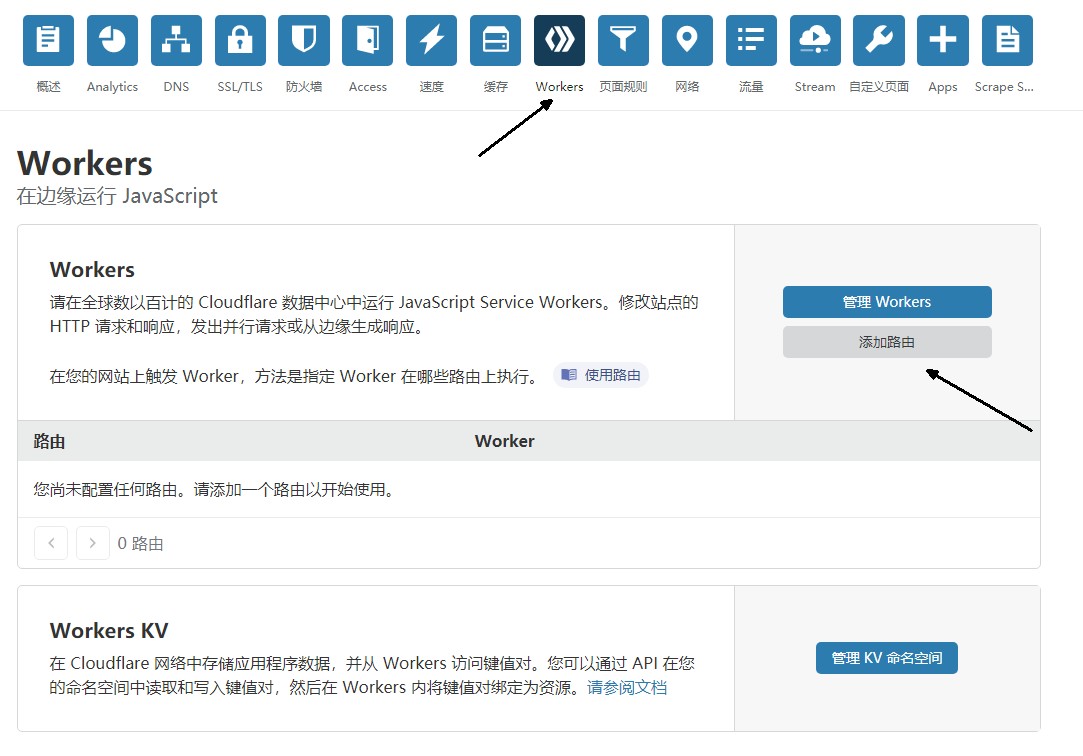 概述 Analytics DNS SSL/TLS 防火墙 Access 速度 缓存 Workers 页面规则 网络 流量 Stream 自定义页面 Apps Scrape S...
Workers
在边缘运行 JavaScript
Workers
请在全球数以百计的 Cloudflare 数据中心中运行 JavaScript Service Workers。修改站点的
HTTP 请求和响应，发出并行请求或从边缘生成响应。
在您的网站上触发 Worker，方法是指定 Worker 在哪些路由上执行。 使用路由
管理 Workers
添加路由
路由 Worker
您尚未配置任何路由。请添加一个路由以开始使用。
0 路由
Workers KV
在 Cloudflare 网络中存储应用程序数据，并从 Workers 访问键值对。您可以通过 API 在您
的命名空间中读取和写入键值对，然后在 Workers 内将键值对绑定为资源。请参阅文档
管理 KV 命名空间